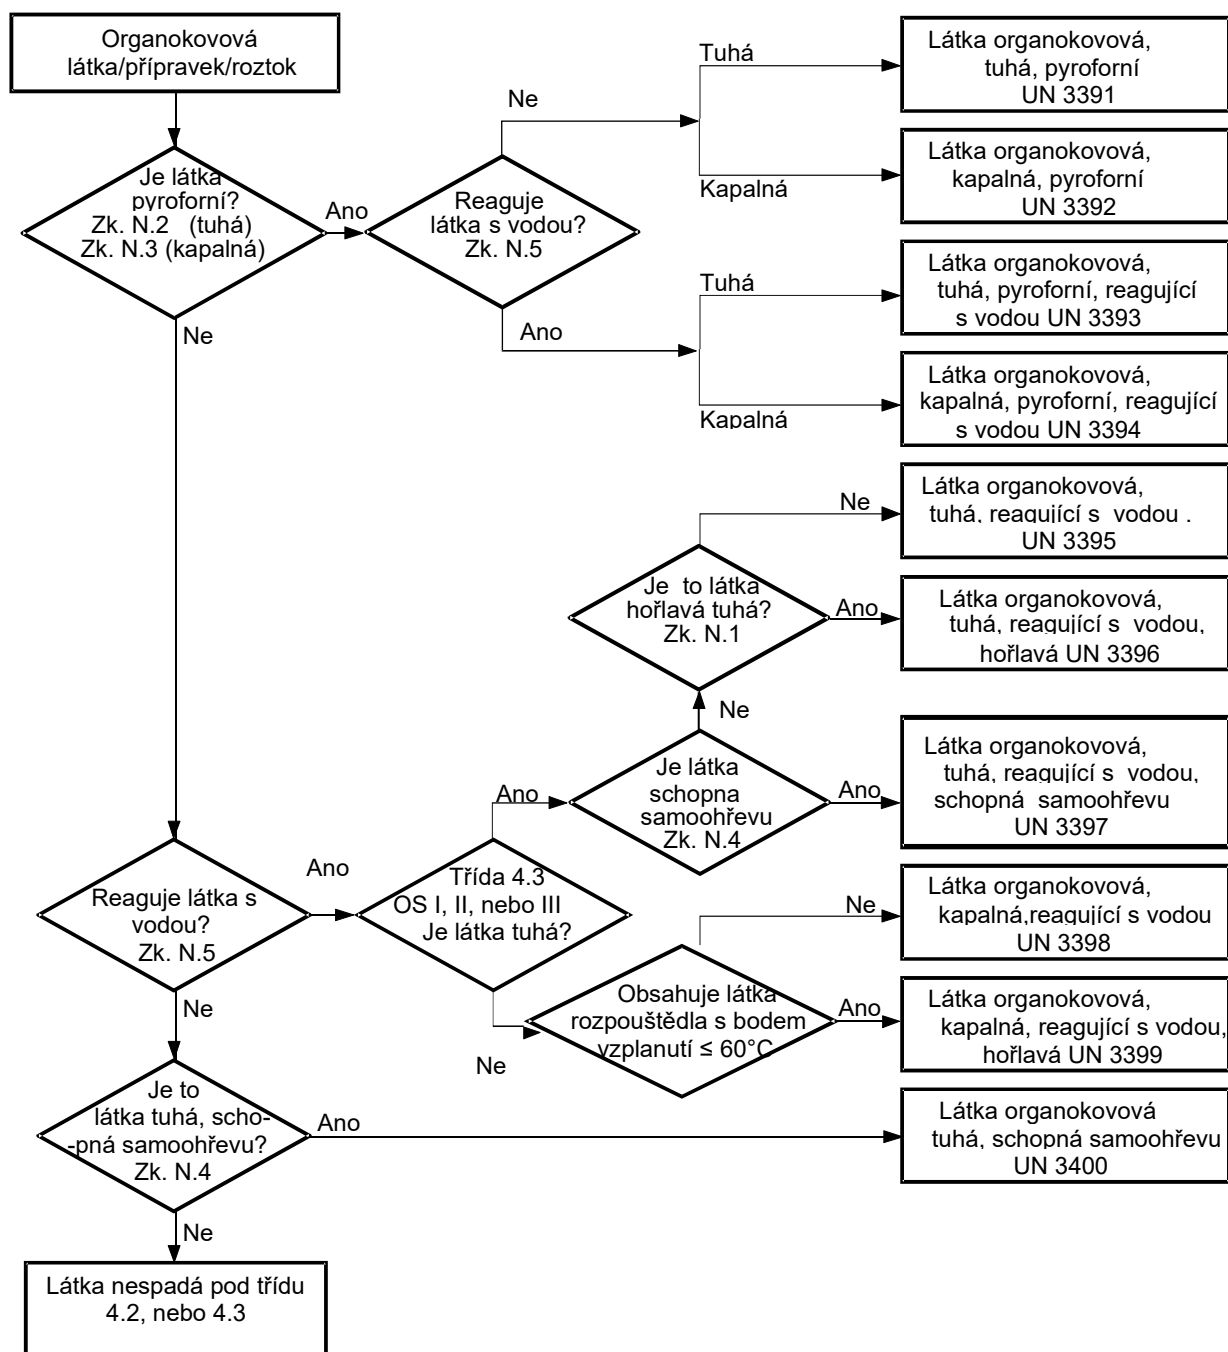 Organokovová
látka/přípravek/roztok
Je látka
pyroforní?
Zk. N.2 (tuhá)
Zk. N.3 (kapalná)
Ano
Ne
Reaguje
látka s vodou?
Zk. N.5
Ne
Ano
Tuhá
Kapalná
Tuhá
Kapalná
Látka organokovová,
tuhá, pyroforní
UN 3391
Látka organokovová,
kapalná, pyroforní
UN 3392
Látka organokovová,
tuhá, pyroforní, reagující
s vodou UN 3393
Látka organokovová,
kapalná, pyroforní, reagující
s vodou UN 3394
Látka organokovová,
tuhá, reagující s vodou .
UN 3395
Ne
Je to látka
hořlavá tuhá?
Zk. N.1
Ano
Látka organokovová,
tuhá, reagující s vodou,
hořlavá UN 3396
Ne
Je látka
schopna
samoohřevu
Zk. N.4
Ano
Ano
Látka organokovová,
tuhá, reagující s vodou,
schopná samoohřevu
UN 3397
Reaguje látka s
vodou?
Zk. N.5
Ano
Ne
Třída 4.3
OS I, II, nebo III
Je látka tuhá?
Ne
Ne
Látka organokovová,
kapalná,reagující s vodou
UN 3398
Obsahuje látka
rozpouštědla s bodem
vzplanutí ≤ 60°C
Ano
Látka organokovová,
kapalná, reagující s vodou,
hořlavá UN 3399
Je to
látka tuhá, scho-
-pná samoohřevu?
Zk. N.4
Ano
Látka organokovová
tuhá, schopná samoohřevu
UN 3400
Ne
Látka nespadá pod třídu
4.2, nebo 4.3